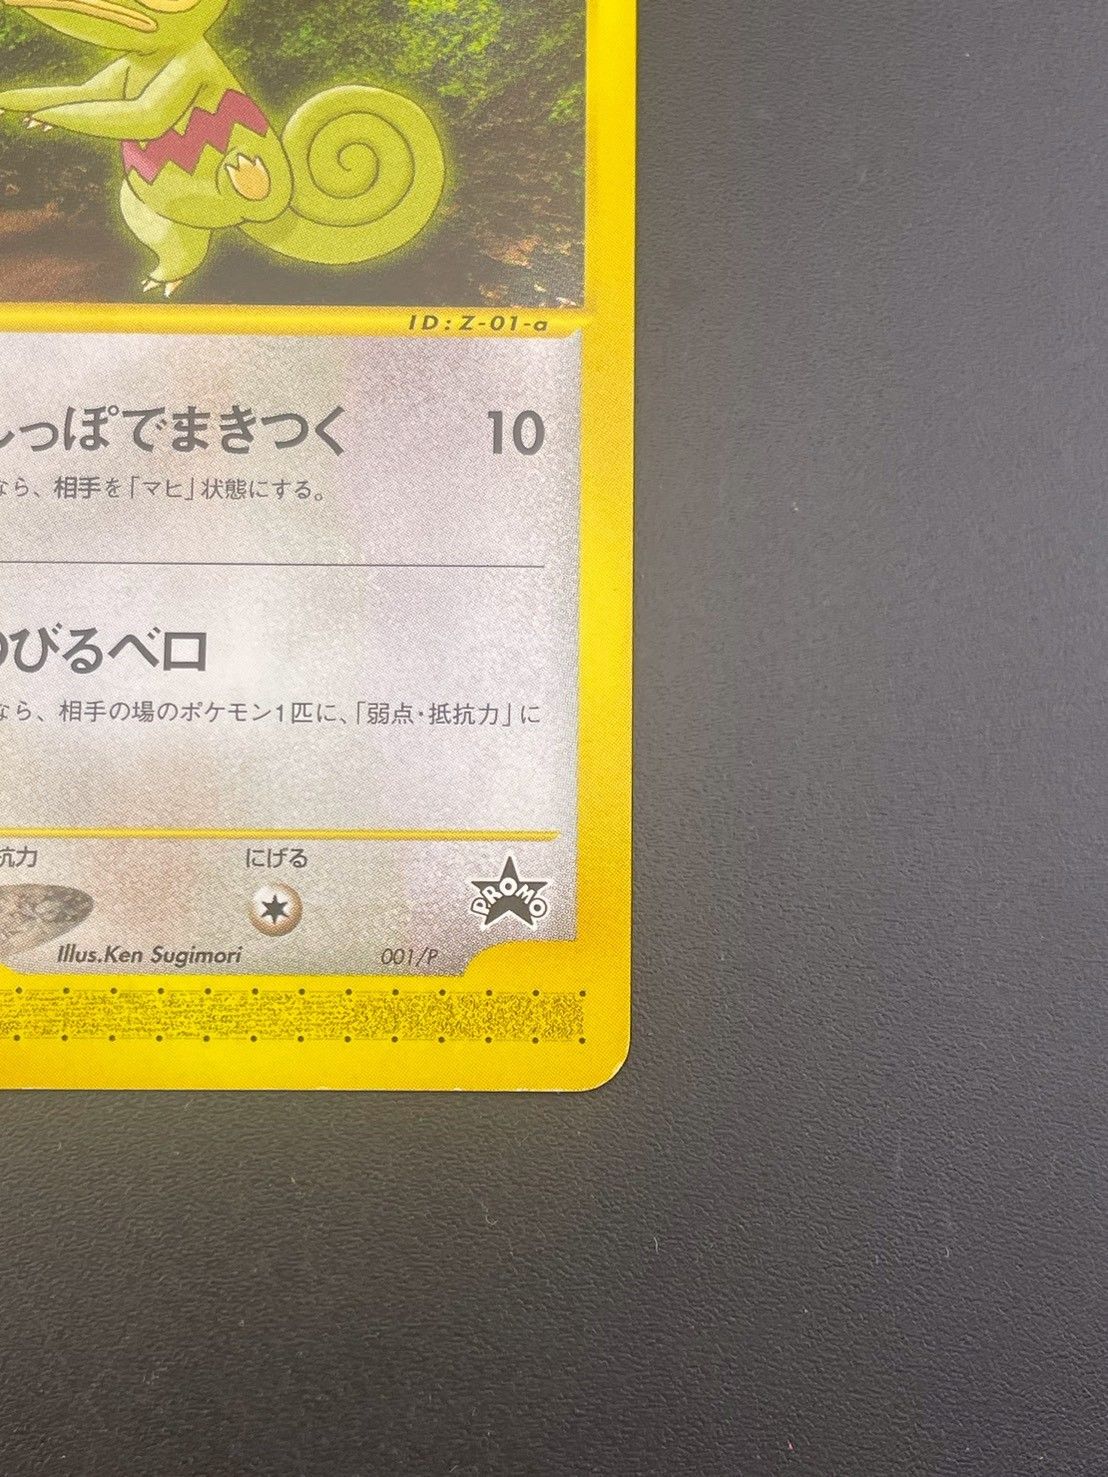 ID:Z-01-a
しっぽでまきつく 10
なら、相手を「マヒ」状態にする。
のびるベロ
なら、相手の場のポケモン1匹に、「弱点・抵抗力」に
抗力 にげる
PROMO
Illus.Ken Sugimori 001/P